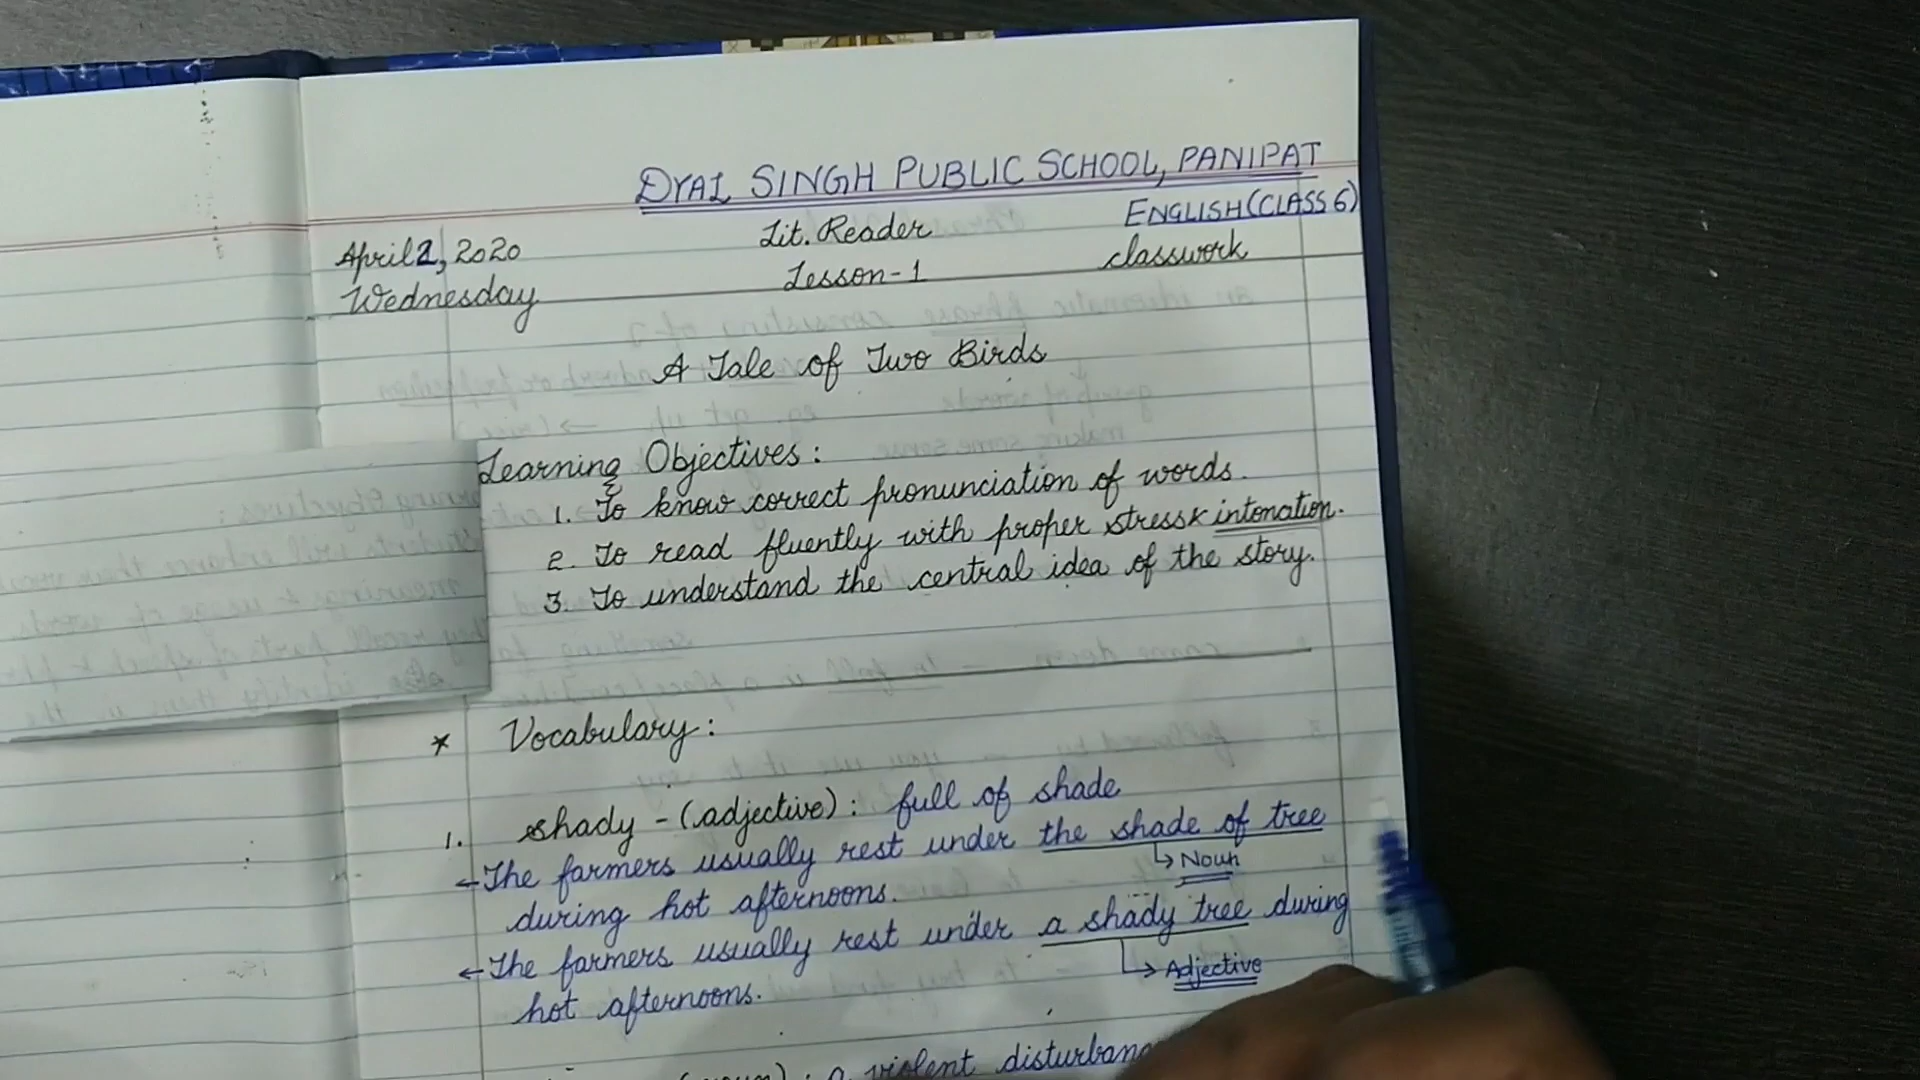 DYAL SINGH PUBLIC SCHOOL, PANIPAT
ENGLISH (CLASS 6)
April 2, 2020 Lit. Reader classwork
Wednesday Lesson-1
A Tale of Two Birds
Learning Objectives:
1. To know correct pronunciation of words.
2. To read fluently with proper stress & intonation.
3. To understand the central idea of the story.
* Vocabulary:
1. shady - (adjective): full of shade
← The farmers usually rest under the shade of tree
↳ Noun
during hot afternoons.
← The farmers usually rest under a shady tree during
↳ Adjective
hot afternoons.
(noun): a violent